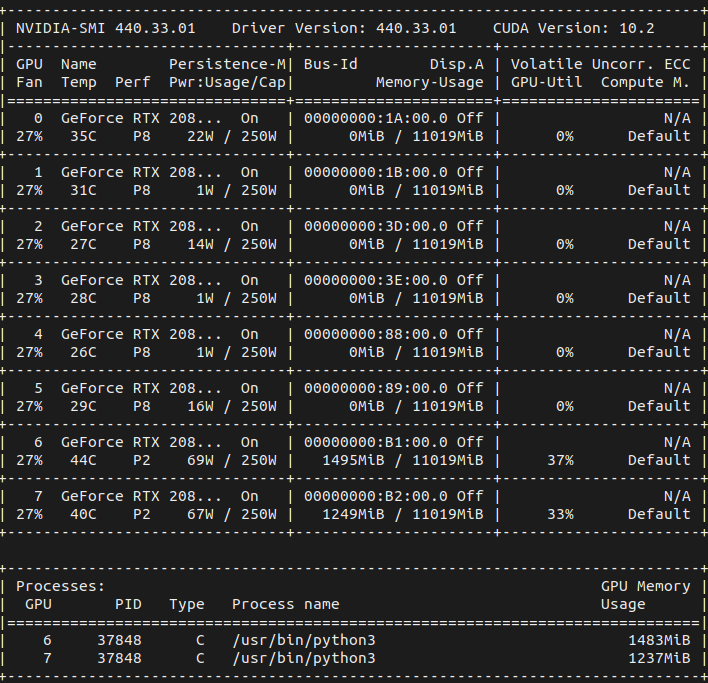 +-----------------------------------------------------------------------------+
| NVIDIA-SMI 440.33.01    Driver Version: 440.33.01    CUDA Version: 10.2     |
|-------------------------------+----------------------+----------------------+
| GPU  Name        Persistence-M| Bus-Id        Disp.A | Volatile Uncorr. ECC |
| Fan  Temp  Perf  Pwr:Usage/Cap|         Memory-Usage | GPU-Util  Compute M. |
|===============================+======================+======================|
|   0  GeForce RTX 208...  On   | 00000000:1A:00.0 Off |                  N/A |
| 27%   35C    P8    22W / 250W |      0MiB / 11019MiB |      0%      Default |
+-------------------------------+----------------------+----------------------+
|   1  GeForce RTX 208...  On   | 00000000:1B:00.0 Off |                  N/A |
| 27%   31C    P8     1W / 250W |      0MiB / 11019MiB |      0%      Default |
+-------------------------------+----------------------+----------------------+
|   2  GeForce RTX 208...  On   | 00000000:3D:00.0 Off |                  N/A |
| 27%   27C    P8    14W / 250W |      0MiB / 11019MiB |      0%      Default |
+-------------------------------+----------------------+----------------------+
|   3  GeForce RTX 208...  On   | 00000000:3E:00.0 Off |                  N/A |
| 27%   28C    P8     1W / 250W |      0MiB / 11019MiB |      0%      Default |
+-------------------------------+----------------------+----------------------+
|   4  GeForce RTX 208...  On   | 00000000:88:00.0 Off |                  N/A |
| 27%   26C    P8     1W / 250W |      0MiB / 11019MiB |      0%      Default |
+-------------------------------+----------------------+----------------------+
|   5  GeForce RTX 208...  On   | 00000000:89:00.0 Off |                  N/A |
| 27%   29C    P8    16W / 250W |      0MiB / 11019MiB |      0%      Default |
+-------------------------------+----------------------+----------------------+
|   6  GeForce RTX 208...  On   | 00000000:B1:00.0 Off |                  N/A |
| 27%   44C    P2    69W / 250W |   1495MiB / 11019MiB |     37%      Default |
+-------------------------------+----------------------+----------------------+
|   7  GeForce RTX 208...  On   | 00000000:B2:00.0 Off |                  N/A |
| 27%   40C    P2    67W / 250W |   1249MiB / 11019MiB |     33%      Default |
+-------------------------------+----------------------+----------------------+

+-----------------------------------------------------------------------------+
| Processes:                                                       GPU Memory |
|  GPU       PID   Type   Process name                             Usage      |
|=============================================================================|
|    6     37848      C   /usr/bin/python3                            1483MiB |
|    7     37848      C   /usr/bin/python3                            1237MiB |
+-----------------------------------------------------------------------------+